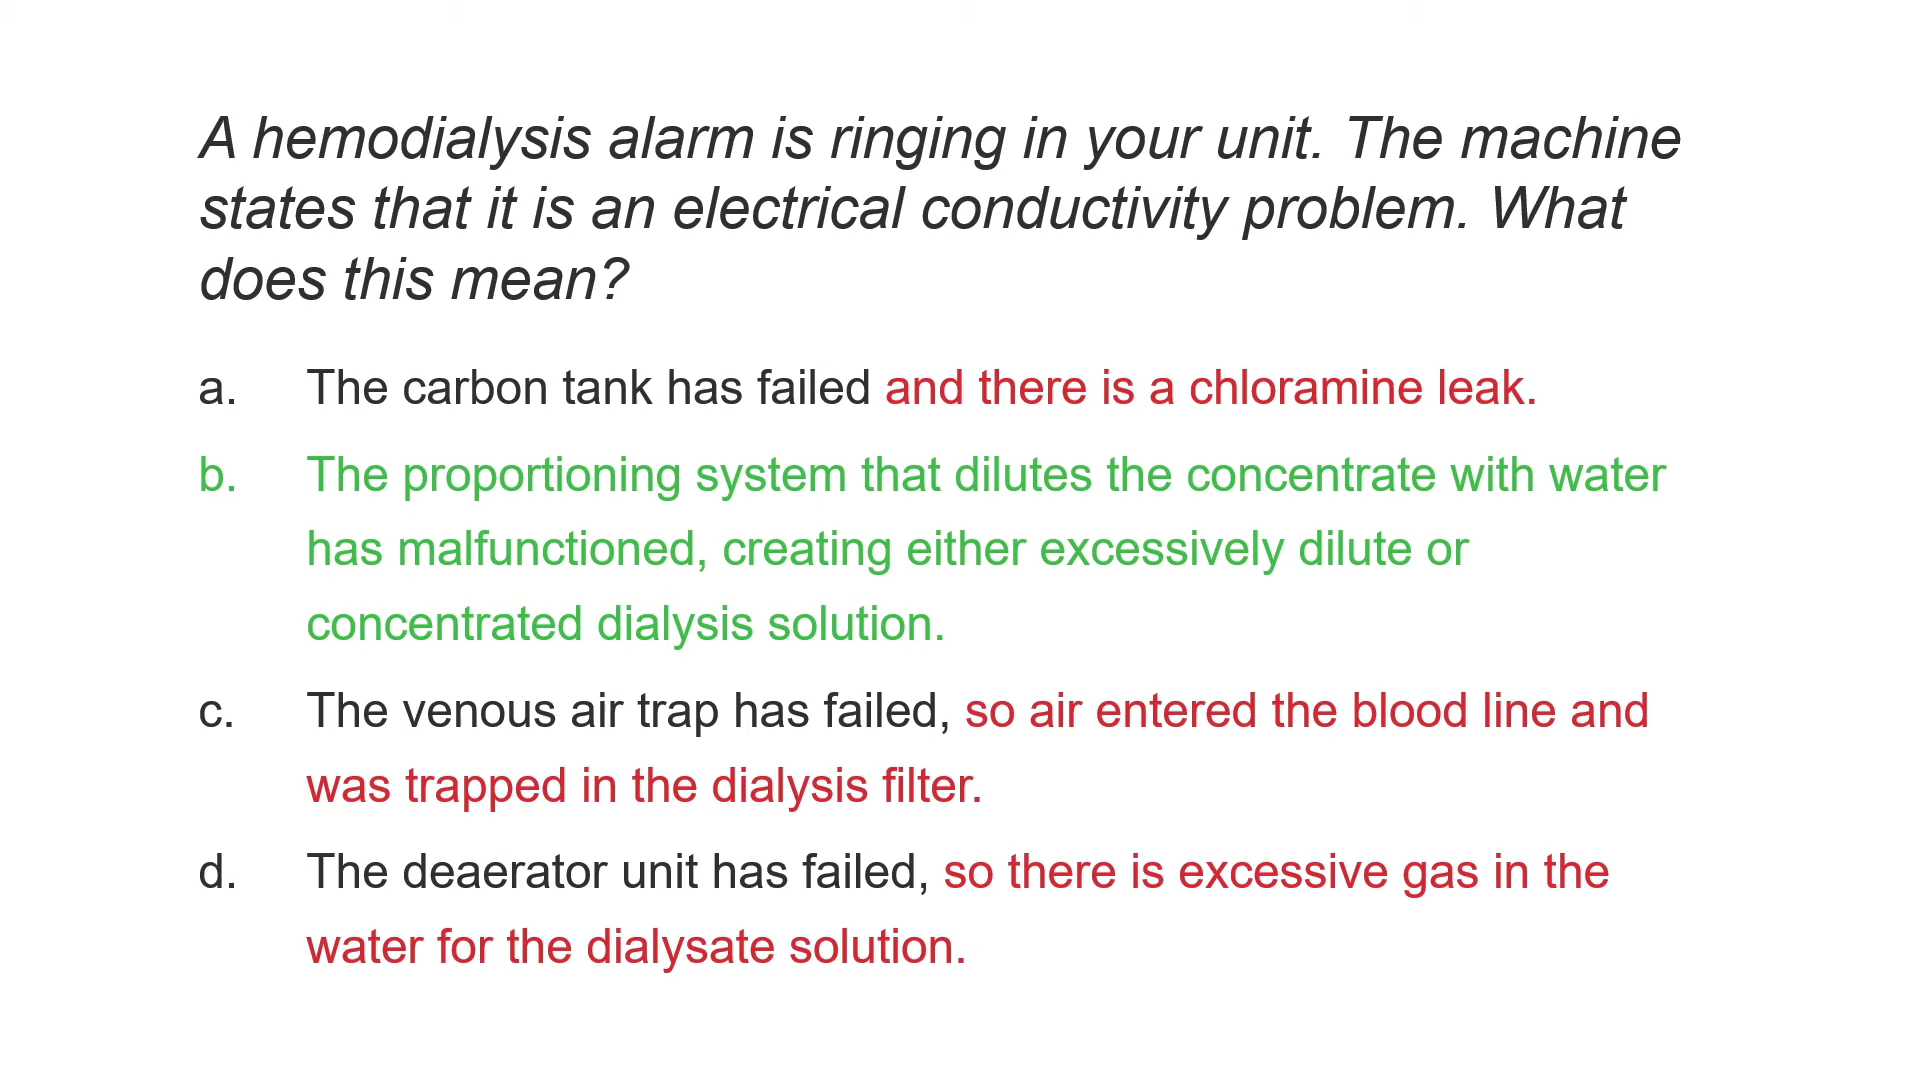 A hemodialysis alarm is ringing in your unit. The machine
states that it is an electrical conductivity problem. What
does this mean?
a. The carbon tank has failed and there is a chloramine leak.
b. The proportioning system that dilutes the concentrate with water
has malfunctioned, creating either excessively dilute or
concentrated dialysis solution.
c. The venous air trap has failed, so air entered the blood line and
was trapped in the dialysis filter.
d. The deaerator unit has failed, so there is excessive gas in the
water for the dialysate solution.